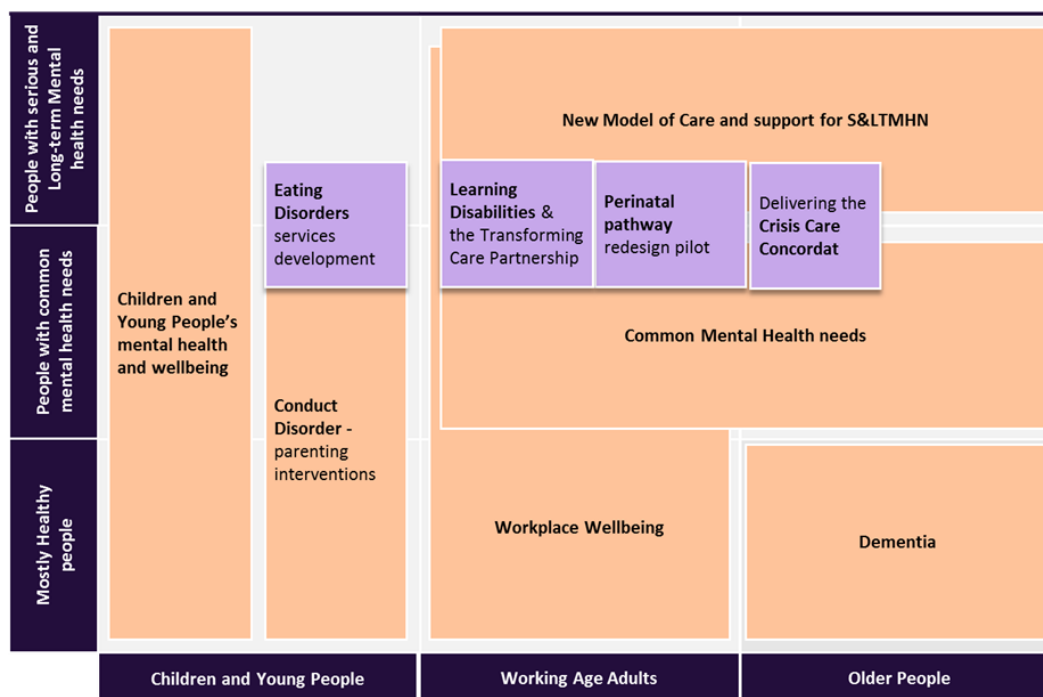 People with serious and
Long-term Mental
health needs
New Model of Care and support for S&LTMHN
Eating
Disorders
services
development
Learning
Disabilities &
the Transforming
Care Partnership
Perinatal
pathway
redesign pilot
Delivering the
Crisis Care
Concordat
People with common
mental health needs
Children and
Young People's
mental health
and wellbeing
Common Mental Health needs
Conduct
Disorder -
parenting
interventions
Mostly Healthy
people
Workplace Wellbeing
Dementia
Children and Young People
Working Age Adults
Older People